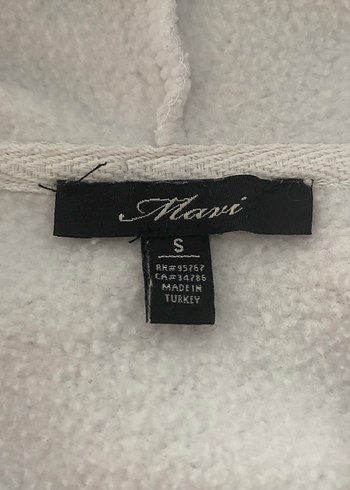 Mavi
S
RN#95767
CA#34286
MADE IN
TURKEY